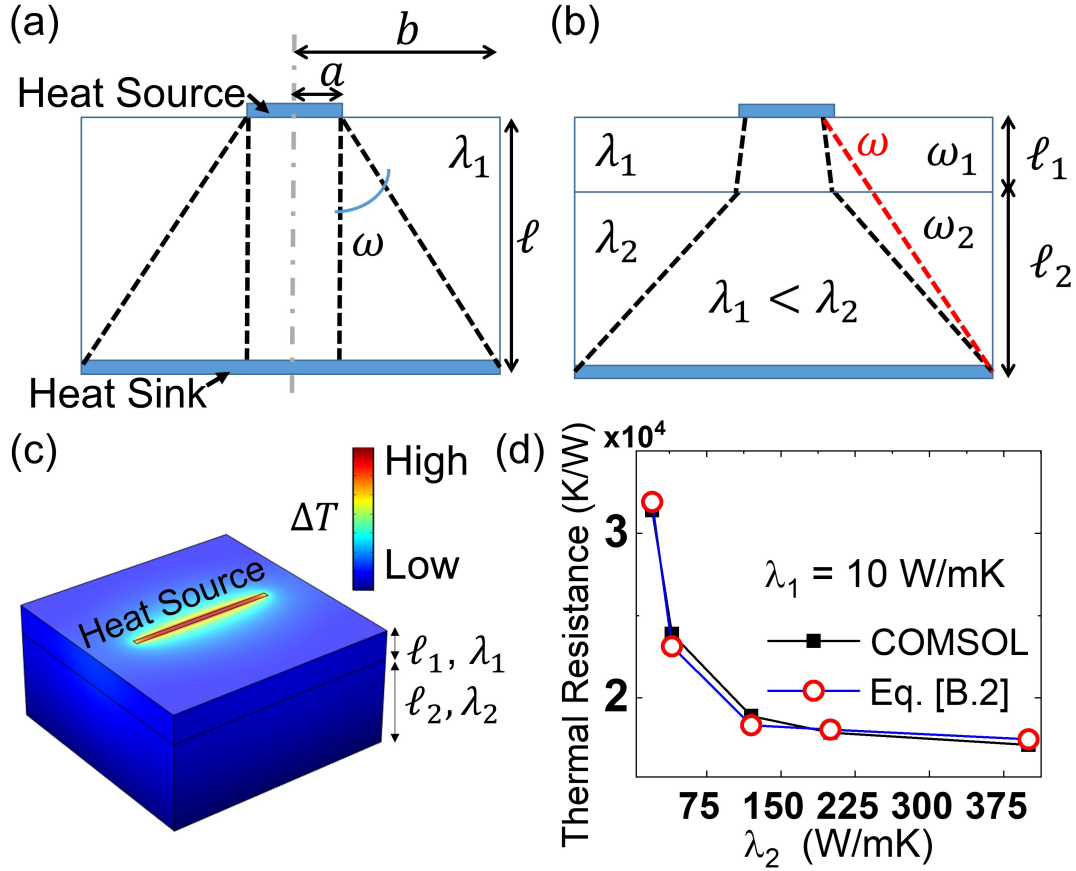 (a)
b
a
Heat Source
λ₁
ℓ
ω
Heat Sink
(b)
λ₁
ω
ω₁
ℓ₁
λ₂
ω₂
ℓ₂
λ₁ < λ₂
(c)
High
ΔT
Low
Heat Source
ℓ₁, λ₁
ℓ₂, λ₂
(d)
x10⁴
Thermal Resistance (K/W)
3
2
λ₁ = 10 W/mK
COMSOL
Eq. [B.2]
75 150 225 300 375
λ₂ (W/mK)